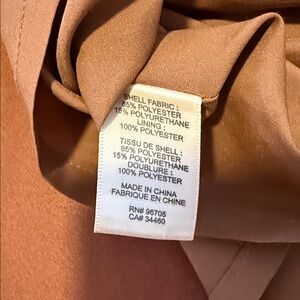 SHELL FABRIC :
85% POLYESTER
15% POLYURETHANE
LINING :
100% POLYESTER
TISSU DE SHELL :
85% POLYESTER
15% POLYURETHANE
DOUBLURE :
100% POLYESTER
MADE IN CHINA
FABRIQUE EN CHINE
RN# 96706
CA# 34460